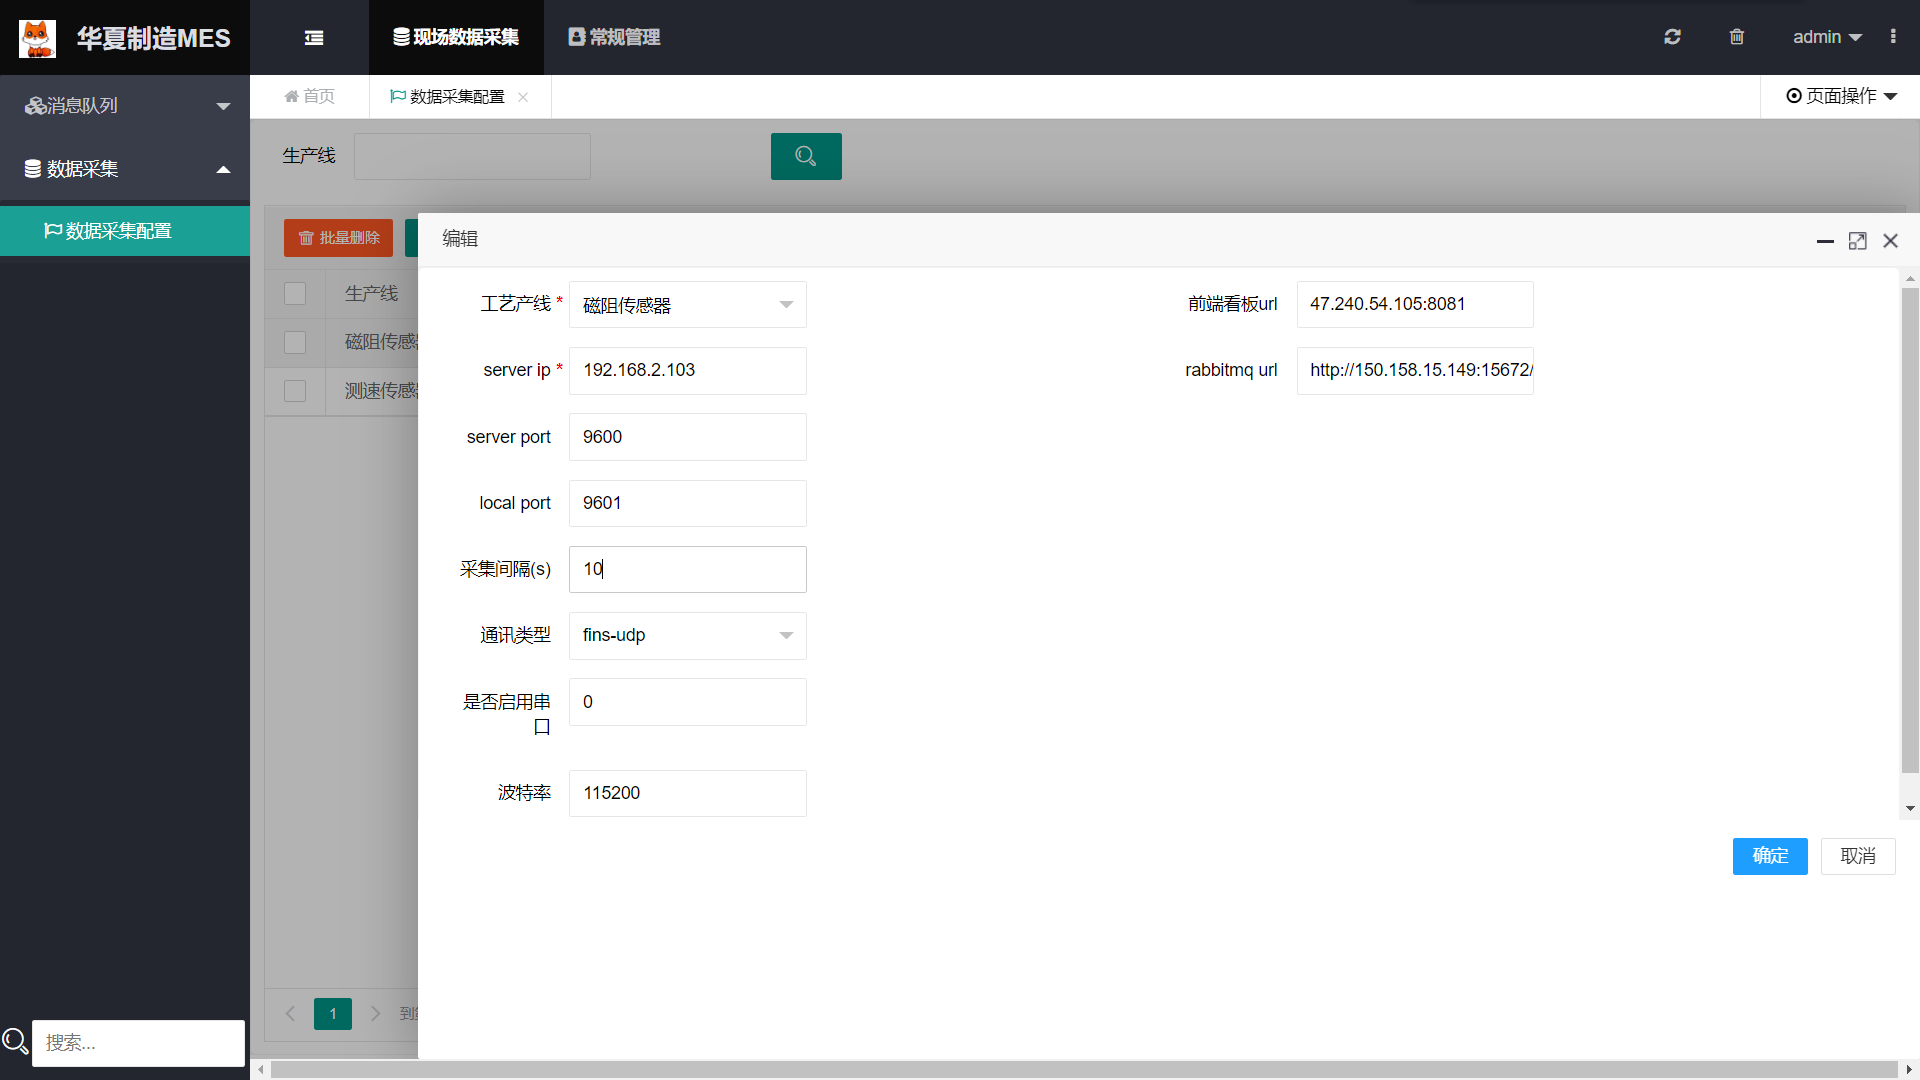 华夏制造MES
现场数据采集
常规管理
admin
消息队列
数据采集
数据采集配置
搜索...
首页
数据采集配置
页面操作
生产线
批量删除
生产线
磁阻传感
测速传感
1
编辑
工艺产线 *
磁阻传感器
前端看板url
47.240.54.105:8081
server ip *
192.168.2.103
rabbitmq url
http://150.158.15.149:15672/
server port
9600
local port
9601
采集间隔(s)
10
通讯类型
fins-udp
是否启用串
口
0
波特率
115200
确定
取消
到